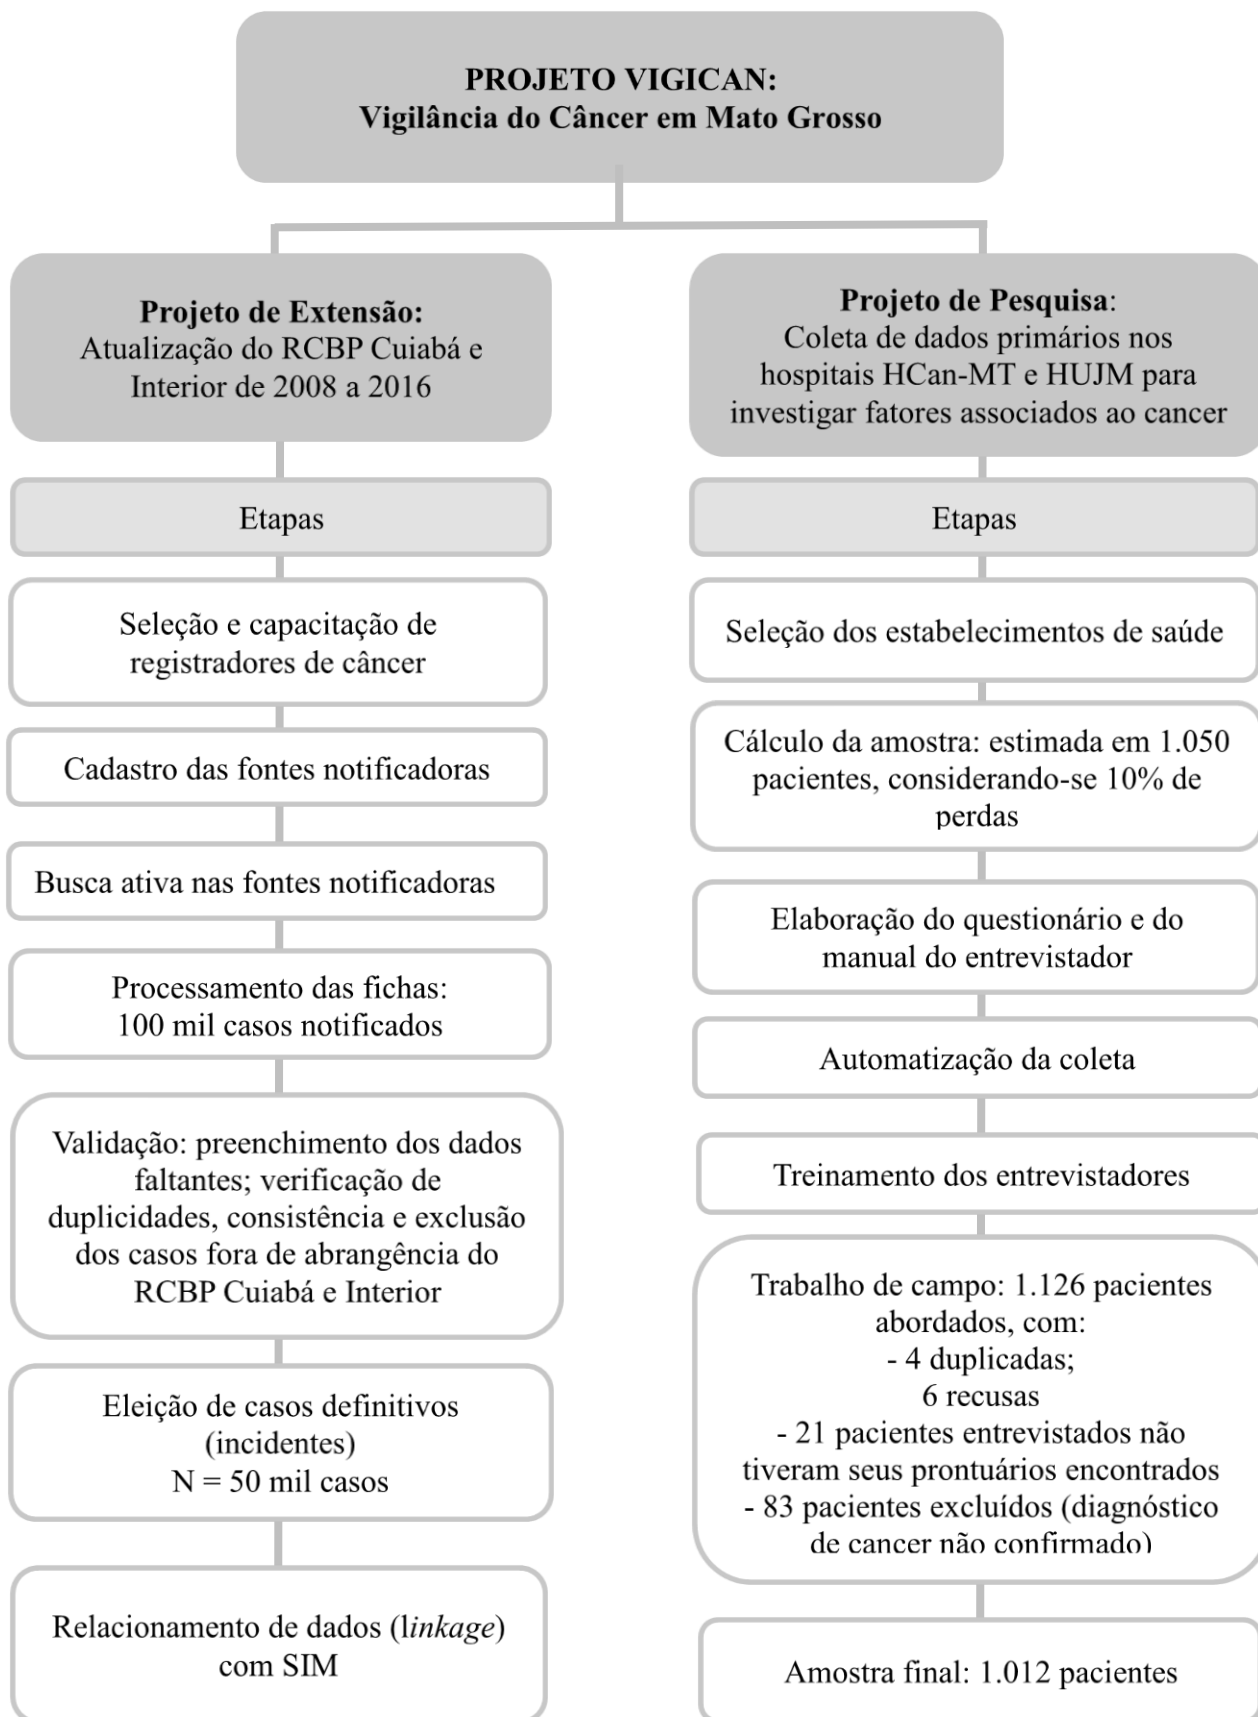 PROJETO VIGICAN:
Vigilância do Câncer em Mato Grosso
Projeto de Extensão:
Atualização do RCBP Cuiabá e
Interior de 2008 a 2016
Etapas
Seleção e capacitação de
registradores de câncer
Cadastro das fontes notificadoras
Busca ativa nas fontes notificadoras
Processamento das fichas:
100 mil casos notificados
Validação: preenchimento dos dados
faltantes; verificação de
duplicidades, consistência e exclusão
dos casos fora de abrangência do
RCBP Cuiabá e Interior
Eleição de casos definitivos
(incidentes)
N = 50 mil casos
Relacionamento de dados (linkage)
com SIM
Projeto de Pesquisa:
Coleta de dados primários nos
hospitais HCan-MT e HUJM para
investigar fatores associados ao cancer
Etapas
Seleção dos estabelecimentos de saúde
Cálculo da amostra: estimada em 1.050
pacientes, considerando-se 10% de
perdas
Elaboração do questionário e do
manual do entrevistador
Automatização da coleta
Treinamento dos entrevistadores
Trabalho de campo: 1.126 pacientes
abordados, com:
- 4 duplicadas;
6 recusas
- 21 pacientes entrevistados não
tiveram seus prontuários encontrados
- 83 pacientes excluídos (diagnóstico
de cancer não confirmado)
Amostra final: 1.012 pacientes